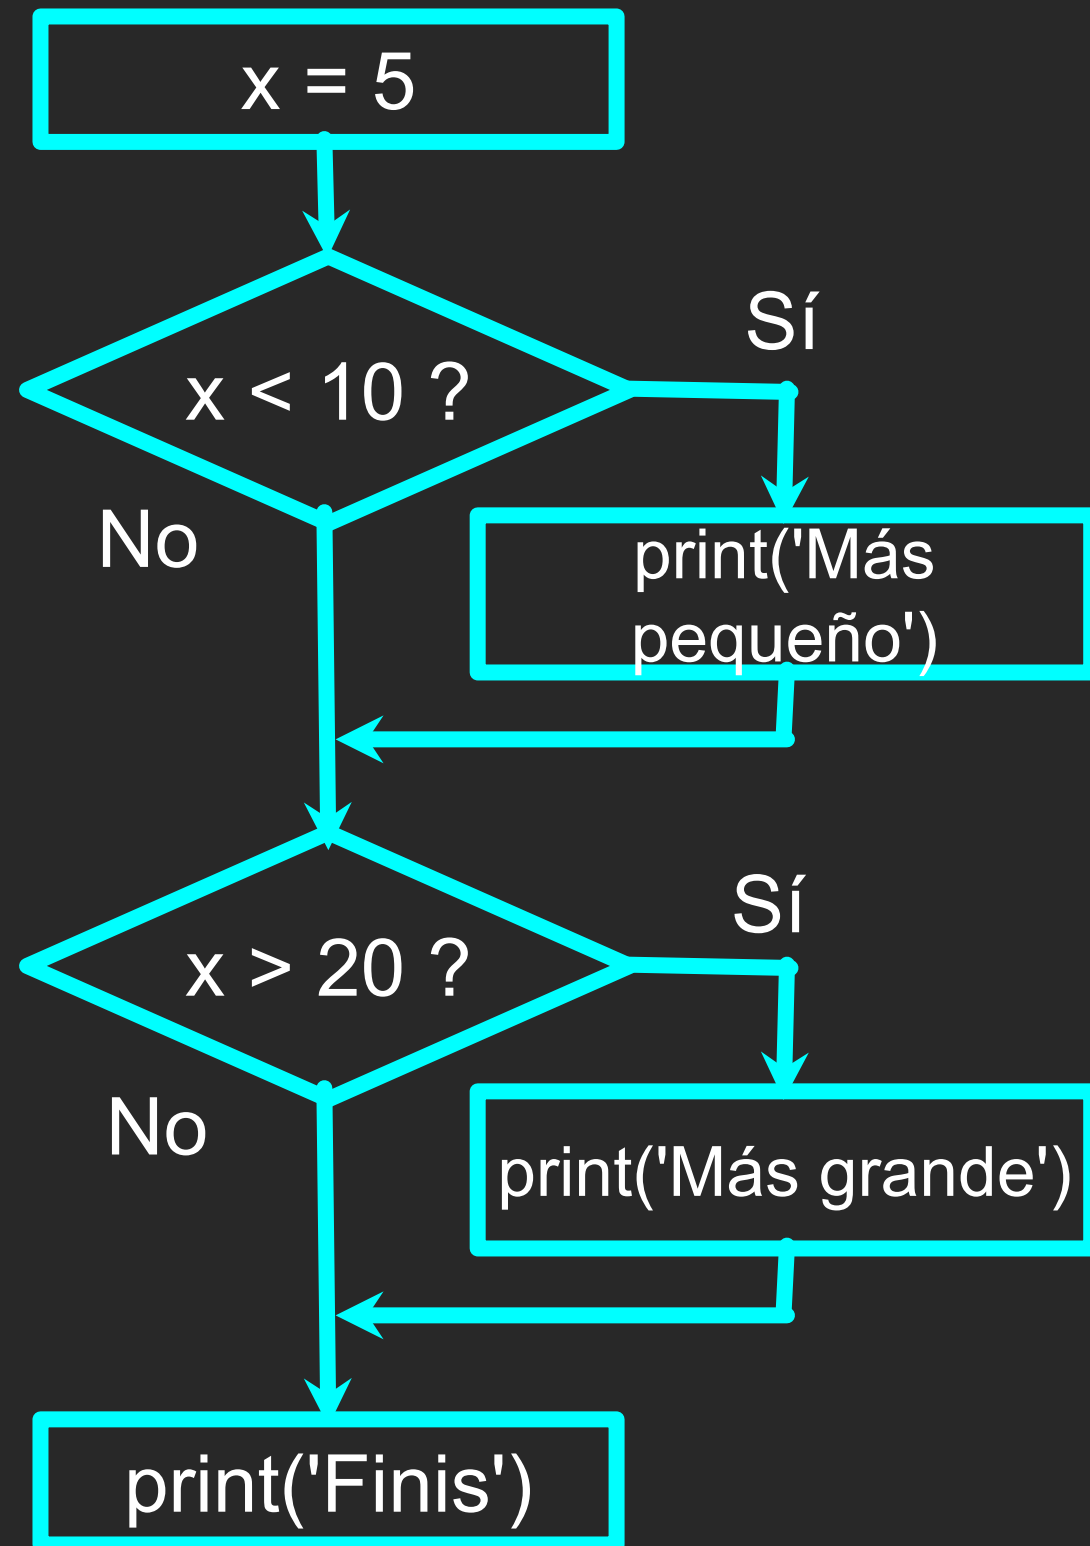 x = 5
Sí
x < 10 ?
No
print('Más
pequeño')
Sí
x > 20 ?
No
print('Más grande')
print('Finis')